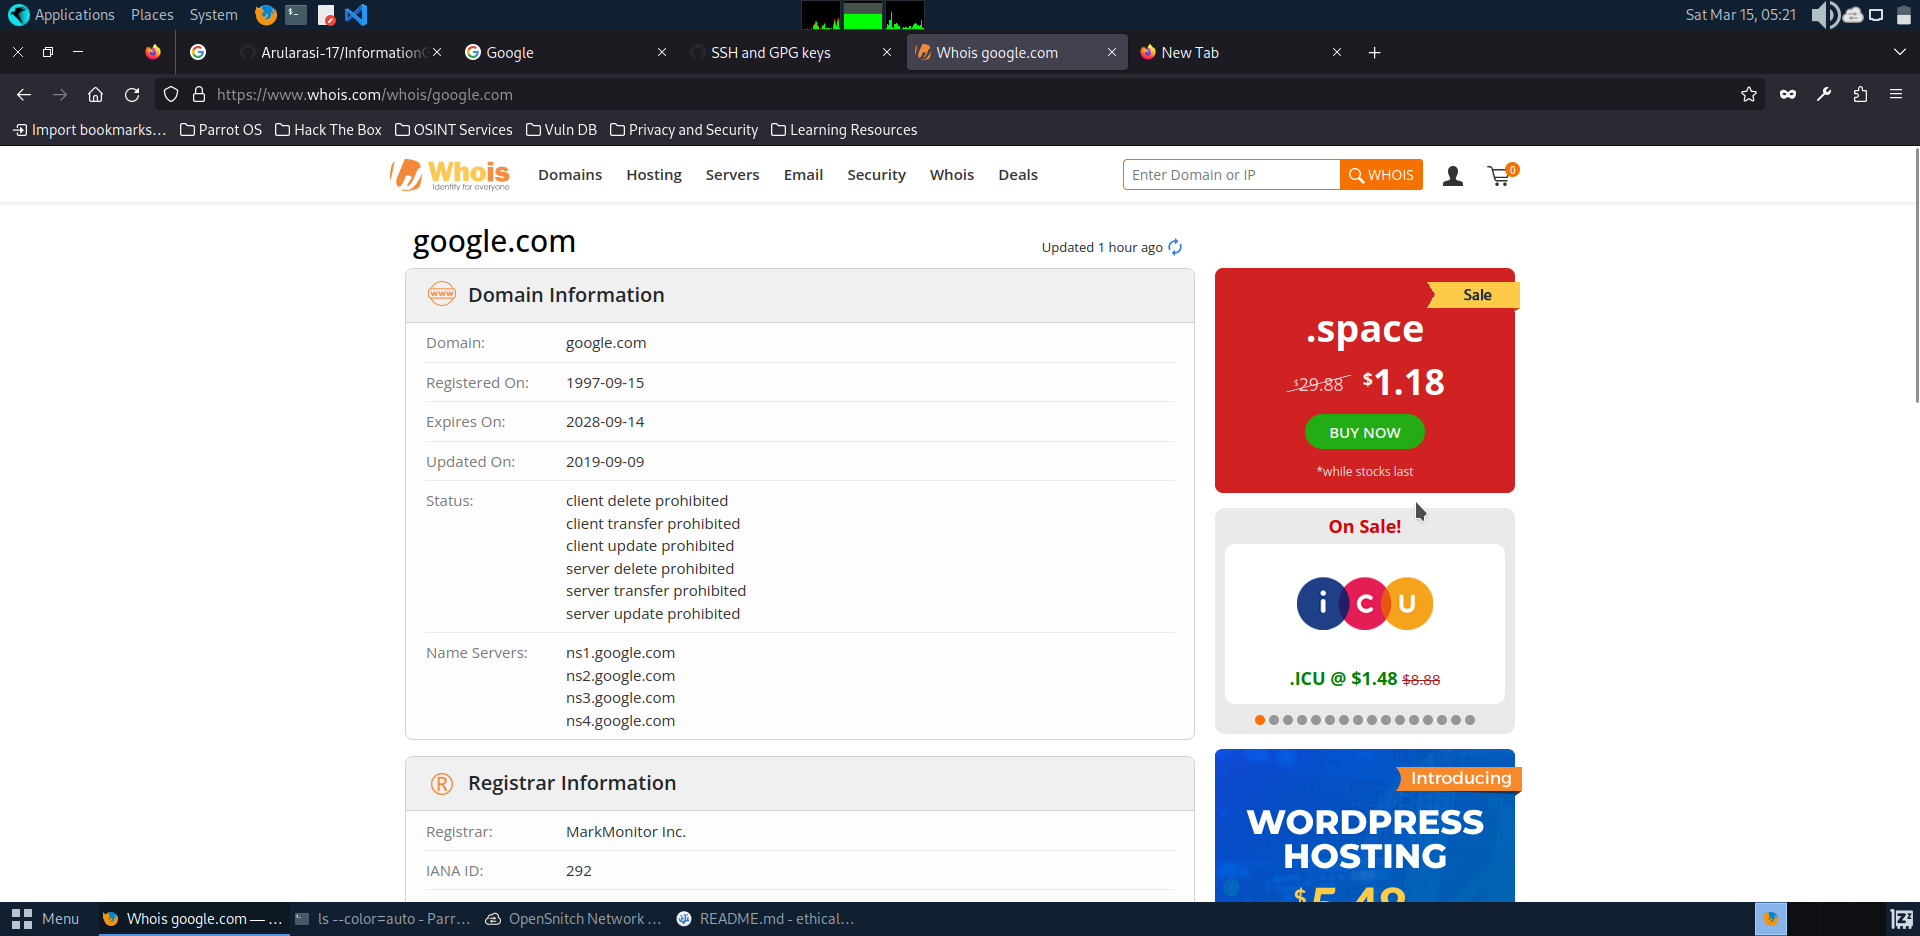 Applications Places System
Sat Mar 15, 05:21
Arularasi-17/Information
Google
SSH and GPG keys
Whois google.com
New Tab
https://www.whois.com/whois/google.com
Import bookmarks...
Parrot OS
Hack The Box
OSINT Services
Vuln DB
Privacy and Security
Learning Resources
Whois
Identity for everyone
Domains
Hosting
Servers
Email
Security
Whois
Deals
Enter Domain or IP
WHOIS
0
google.com
Updated 1 hour ago
www
Domain Information
Domain: google.com
Registered On: 1997-09-15
Expires On: 2028-09-14
Updated On: 2019-09-09
Status: client delete prohibited
client transfer prohibited
client update prohibited
server delete prohibited
server transfer prohibited
server update prohibited
Name Servers: ns1.google.com
ns2.google.com
ns3.google.com
ns4.google.com
R Registrar Information
Registrar: MarkMonitor Inc.
IANA ID: 292
Sale
.space
$29.88 $1.18
BUY NOW
*while stocks last
On Sale!
i c u
.ICU @ $1.48 $8.88
Introducing
WORDPRESS
HOSTING
Menu
Whois google.com — ...
ls --color=auto - Parr...
OpenSnitch Network ...
README.md - ethical...